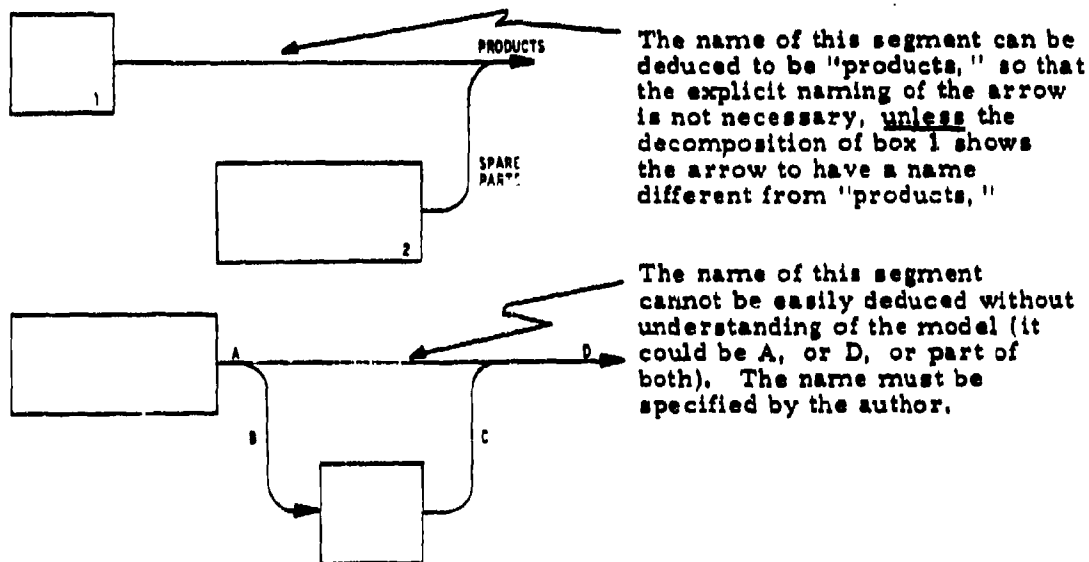 PRODUCTS
1
SPARE
PARTS
2
The name of this segment can be
deduced to be "products, " so that
the explicit naming of the arrow
is not necessary, unless the
decomposition of box 1 shows
the arrow to have a name
different from "products, "
A
D
B
C
The name of this segment
cannot be easily deduced without
understanding of the model (it
could be A, or D, or part of
both). The name must be
specified by the author.